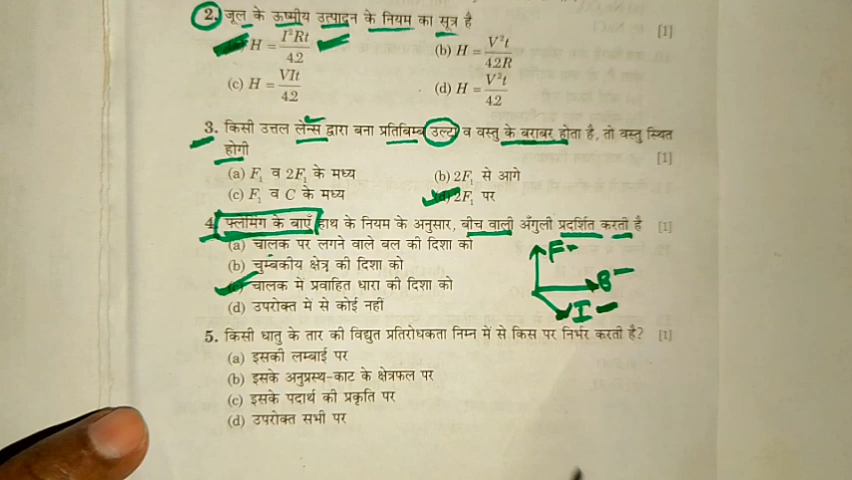 2. जूल के ऊष्मीय उत्पादन के नियम का सूत्र है
[1]
H = I²Rt/4.2 (b) H = V²t/4.2R
(c) H = VIt/4.2 (d) H = V²t/4.2
3. किसी उत्तल लेन्स द्वारा बना प्रतिबिम्ब उल्टा व वस्तु के बराबर होता है, तो वस्तु स्थित
होगी [1]
(a) F₁ व 2F₁ के मध्य (b) 2F₁ से आगे
(c) F₁ व C के मध्य (d) 2F₁ पर
4. फ्लेमिंग के बाएँ हाथ के नियम के अनुसार, बीच वाली अँगुली प्रदर्शित करती है [1]
(a) चालक पर लगने वाले बल की दिशा को
(b) चुम्बकीय क्षेत्र की दिशा को
चालक में प्रवाहित धारा की दिशा को
(d) उपरोक्त में से कोई नहीं
F
B
I
5. किसी धातु के तार की विद्युत प्रतिरोधकता निम्न में से किस पर निर्भर करती है? [1]
(a) इसकी लम्बाई पर
(b) इसके अनुप्रस्थ-काट के क्षेत्रफल पर
(c) इसके पदार्थ की प्रकृति पर
(d) उपरोक्त सभी पर